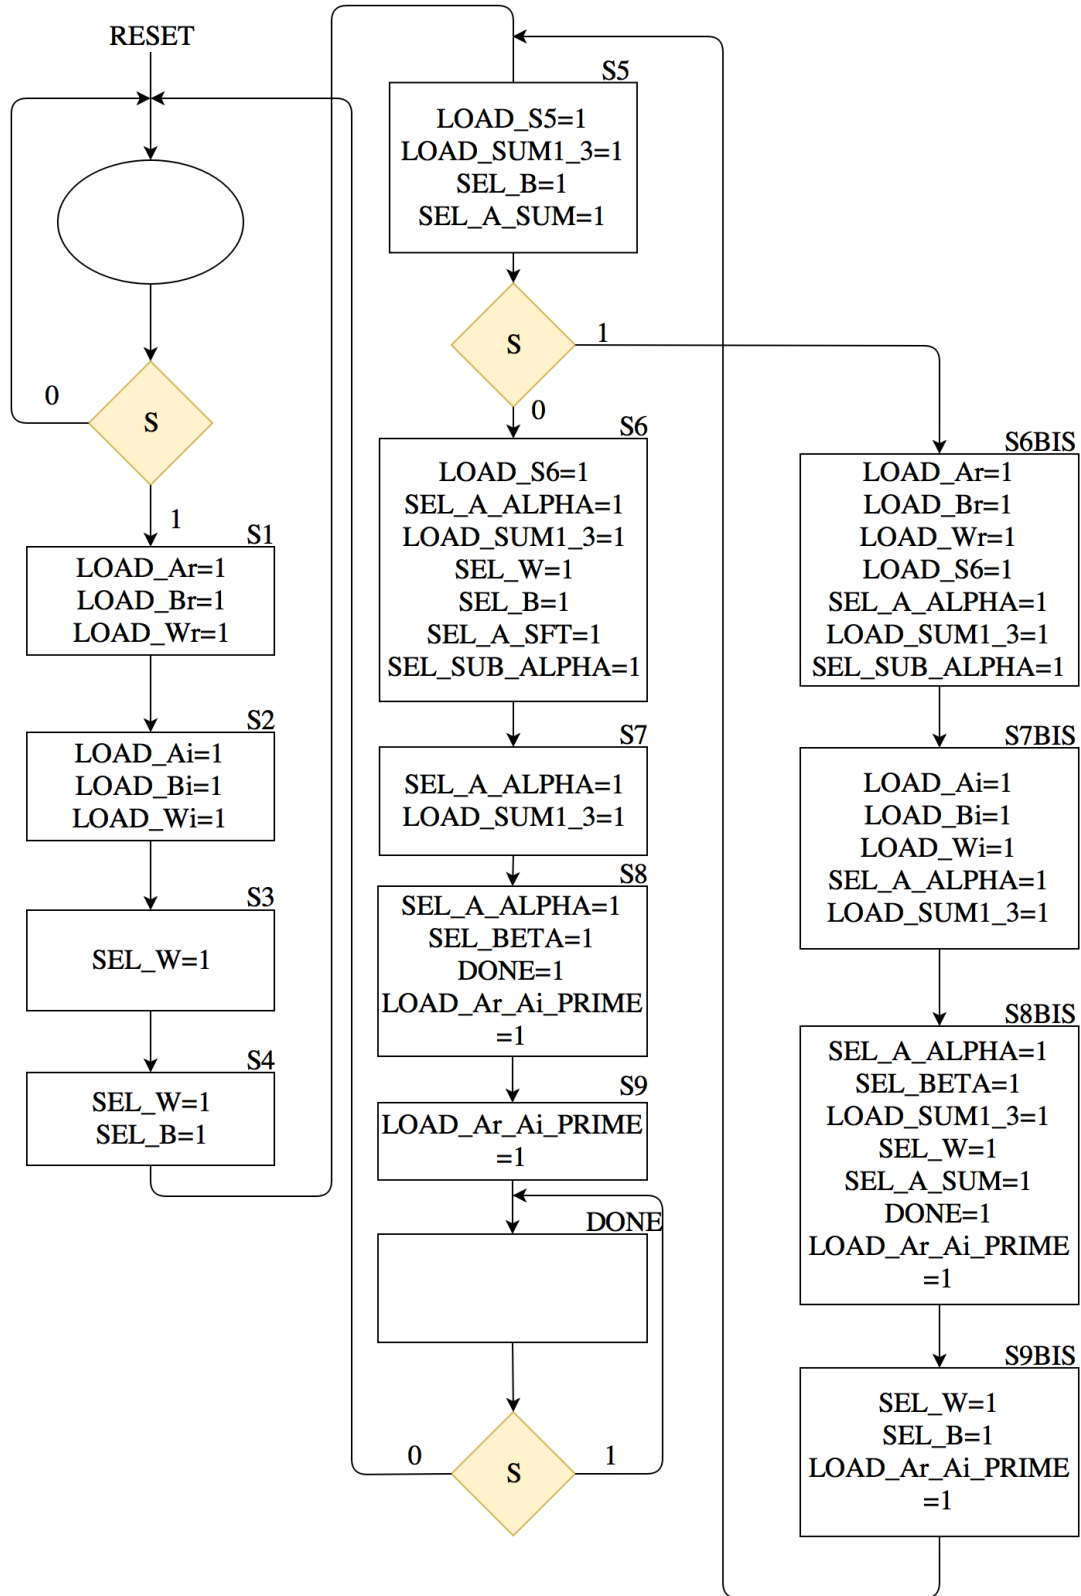 RESET
S
0
1
S1
LOAD_Ar=1
LOAD_Br=1
LOAD_Wr=1
S2
LOAD_Ai=1
LOAD_Bi=1
LOAD_Wi=1
S3
SEL_W=1
S4
SEL_W=1
SEL_B=1
S5
LOAD_S5=1
LOAD_SUM1_3=1
SEL_B=1
SEL_A_SUM=1
S
1
0
S6
LOAD_S6=1
SEL_A_ALPHA=1
LOAD_SUM1_3=1
SEL_W=1
SEL_B=1
SEL_A_SFT=1
SEL_SUB_ALPHA=1
S7
SEL_A_ALPHA=1
LOAD_SUM1_3=1
S8
SEL_A_ALPHA=1
SEL_BETA=1
DONE=1
LOAD_Ar_Ai_PRIME
=1
S9
LOAD_Ar_Ai_PRIME
=1
DONE
S
0
1
S6BIS
LOAD_Ar=1
LOAD_Br=1
LOAD_Wr=1
LOAD_S6=1
SEL_A_ALPHA=1
LOAD_SUM1_3=1
SEL_SUB_ALPHA=1
S7BIS
LOAD_Ai=1
LOAD_Bi=1
LOAD_Wi=1
SEL_A_ALPHA=1
LOAD_SUM1_3=1
S8BIS
SEL_A_ALPHA=1
SEL_BETA=1
LOAD_SUM1_3=1
SEL_W=1
SEL_A_SUM=1
DONE=1
LOAD_Ar_Ai_PRIME
=1
S9BIS
SEL_W=1
SEL_B=1
LOAD_Ar_Ai_PRIME
=1